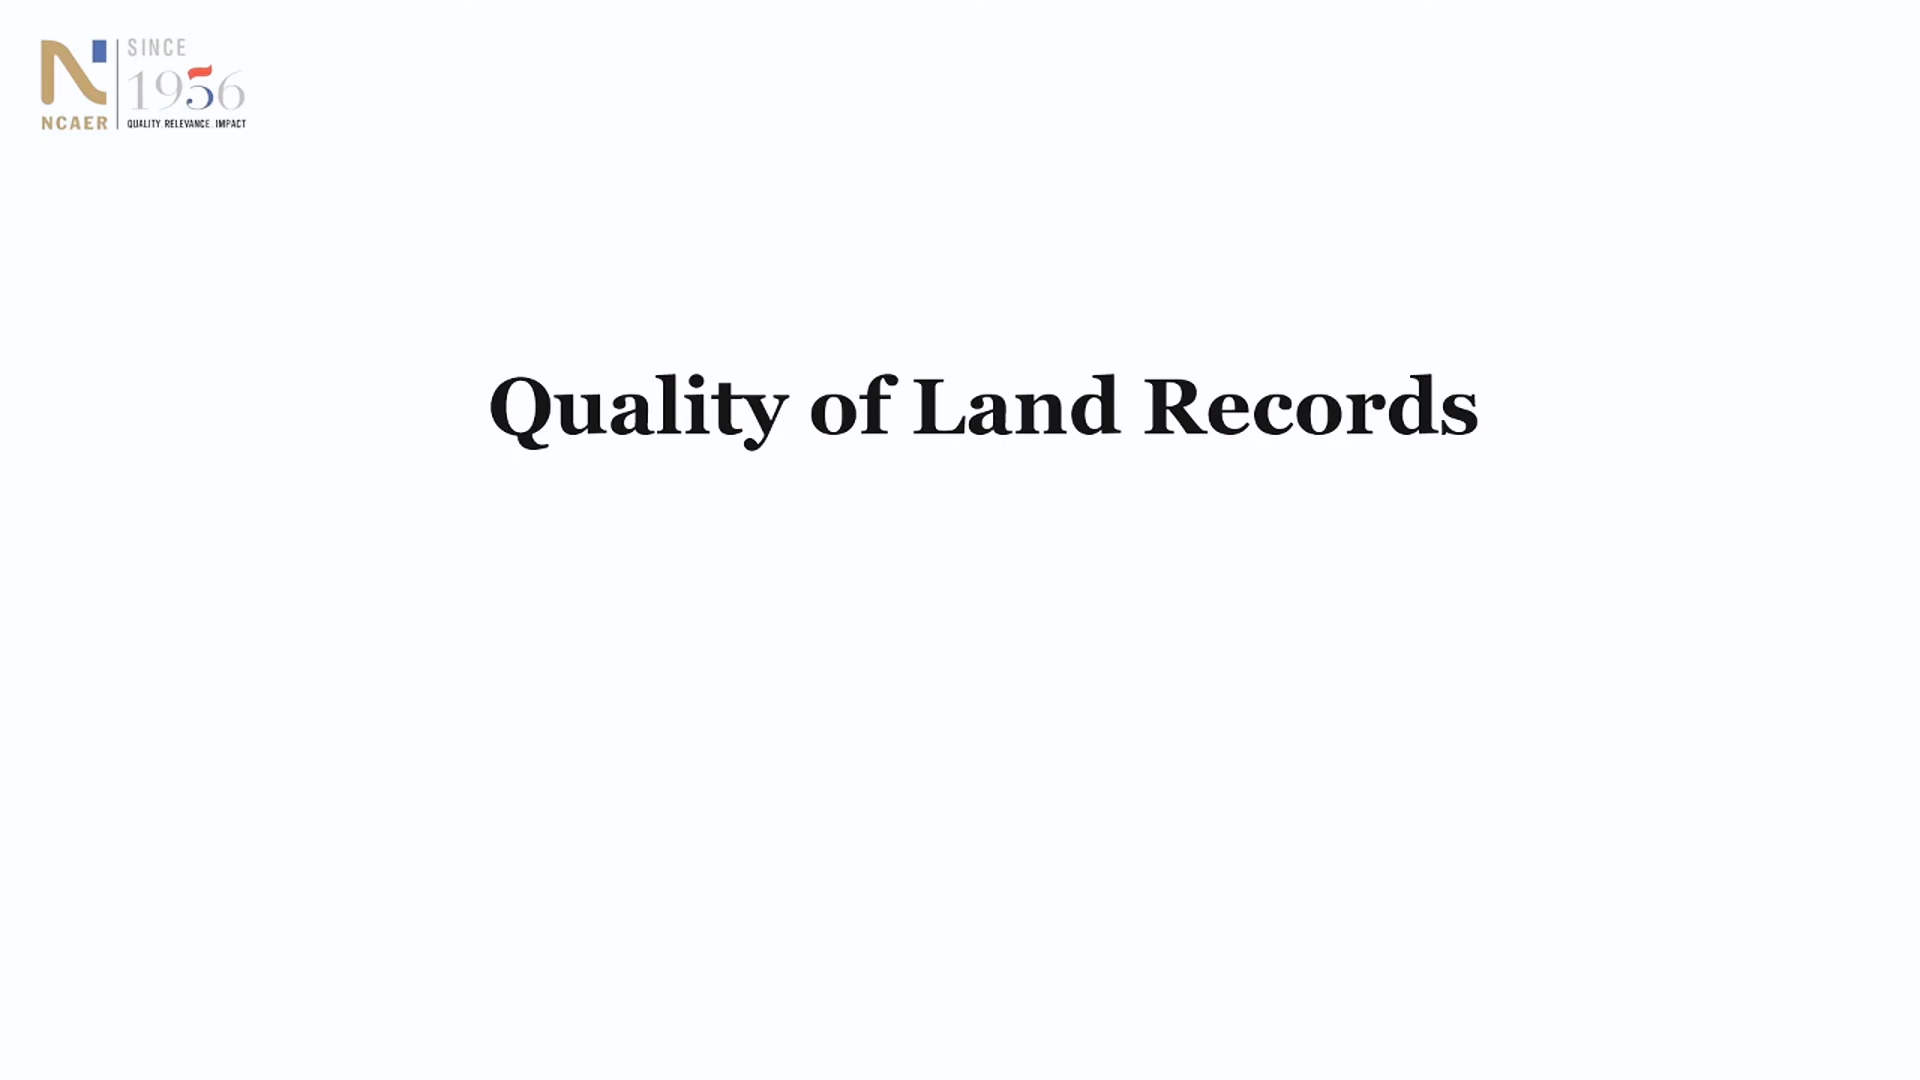 SINCE
1956
NCAER
QUALITY. RELEVANCE. IMPACT
Quality of Land Records